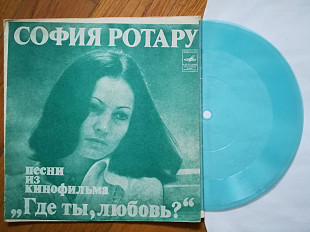 СОФИЯ РОТАРУ
песни
из
кинофильма
„Где ты, любовь?“